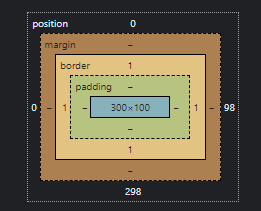 position 0
margin –
border 1
padding –
0 – 1 – 300×100 – 1 – 98
–
1
–
298